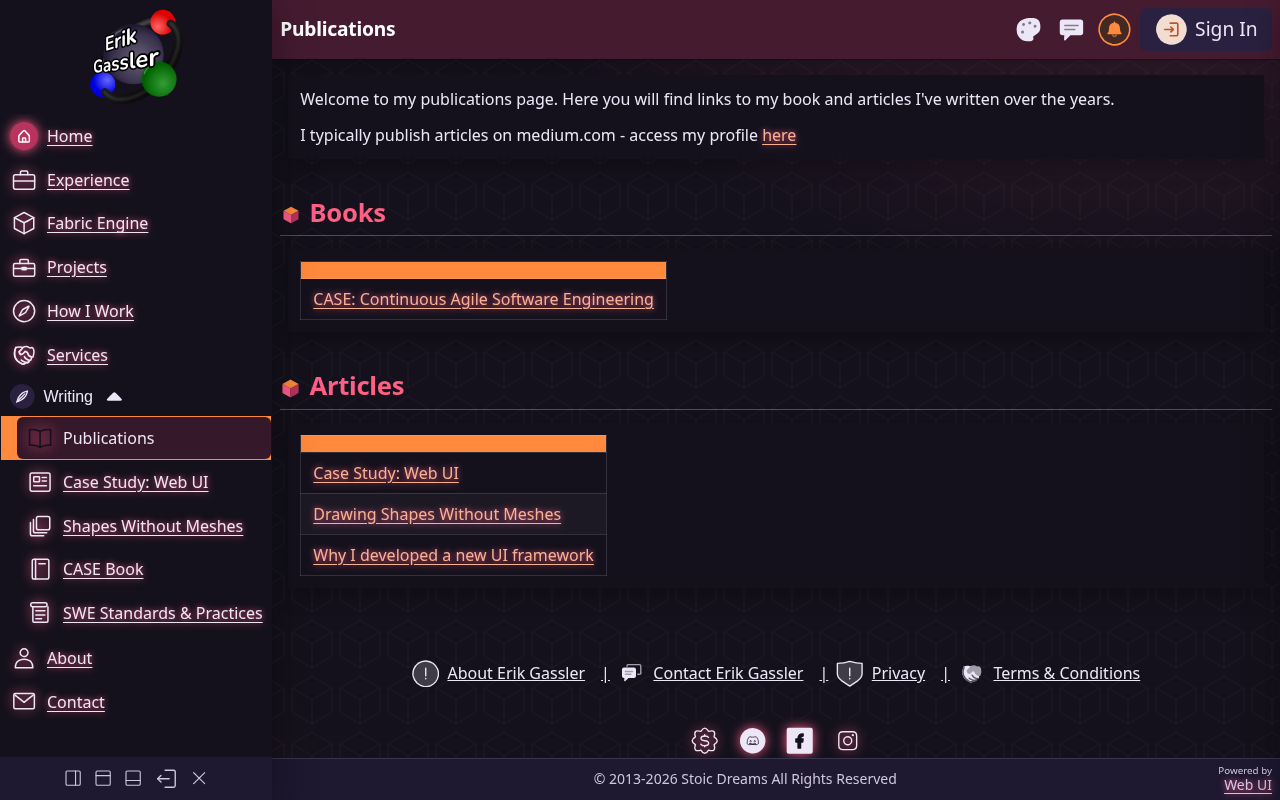 Erik
Gassler
Home
Experience
Fabric Engine
Projects
How I Work
Services
Writing
Publications
Case Study: Web UI
Shapes Without Meshes
CASE Book
SWE Standards & Practices
About
Contact
Publications
Sign In
Welcome to my publications page. Here you will find links to my book and articles I've written over the years.
I typically publish articles on medium.com - access my profile here
Books
CASE: Continuous Agile Software Engineering
Articles
Case Study: Web UI
Drawing Shapes Without Meshes
Why I developed a new UI framework
About Erik Gassler | Contact Erik Gassler | Privacy | Terms & Conditions
© 2013-2026 Stoic Dreams All Rights Reserved
Powered by
Web UI